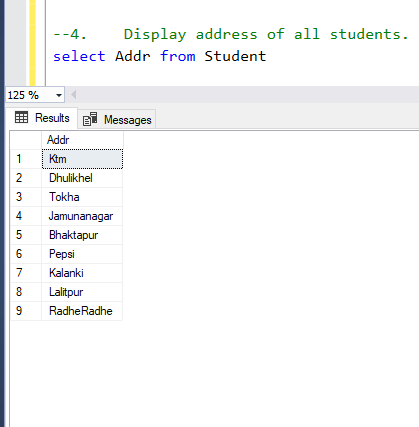 --4. Display address of all students.
select Addr from Student
125 %
Results Messages
Addr
1 Ktm
2 Dhulikhel
3 Tokha
4 Jamunanagar
5 Bhaktapur
6 Pepsi
7 Kalanki
8 Lalitpur
9 RadheRadhe